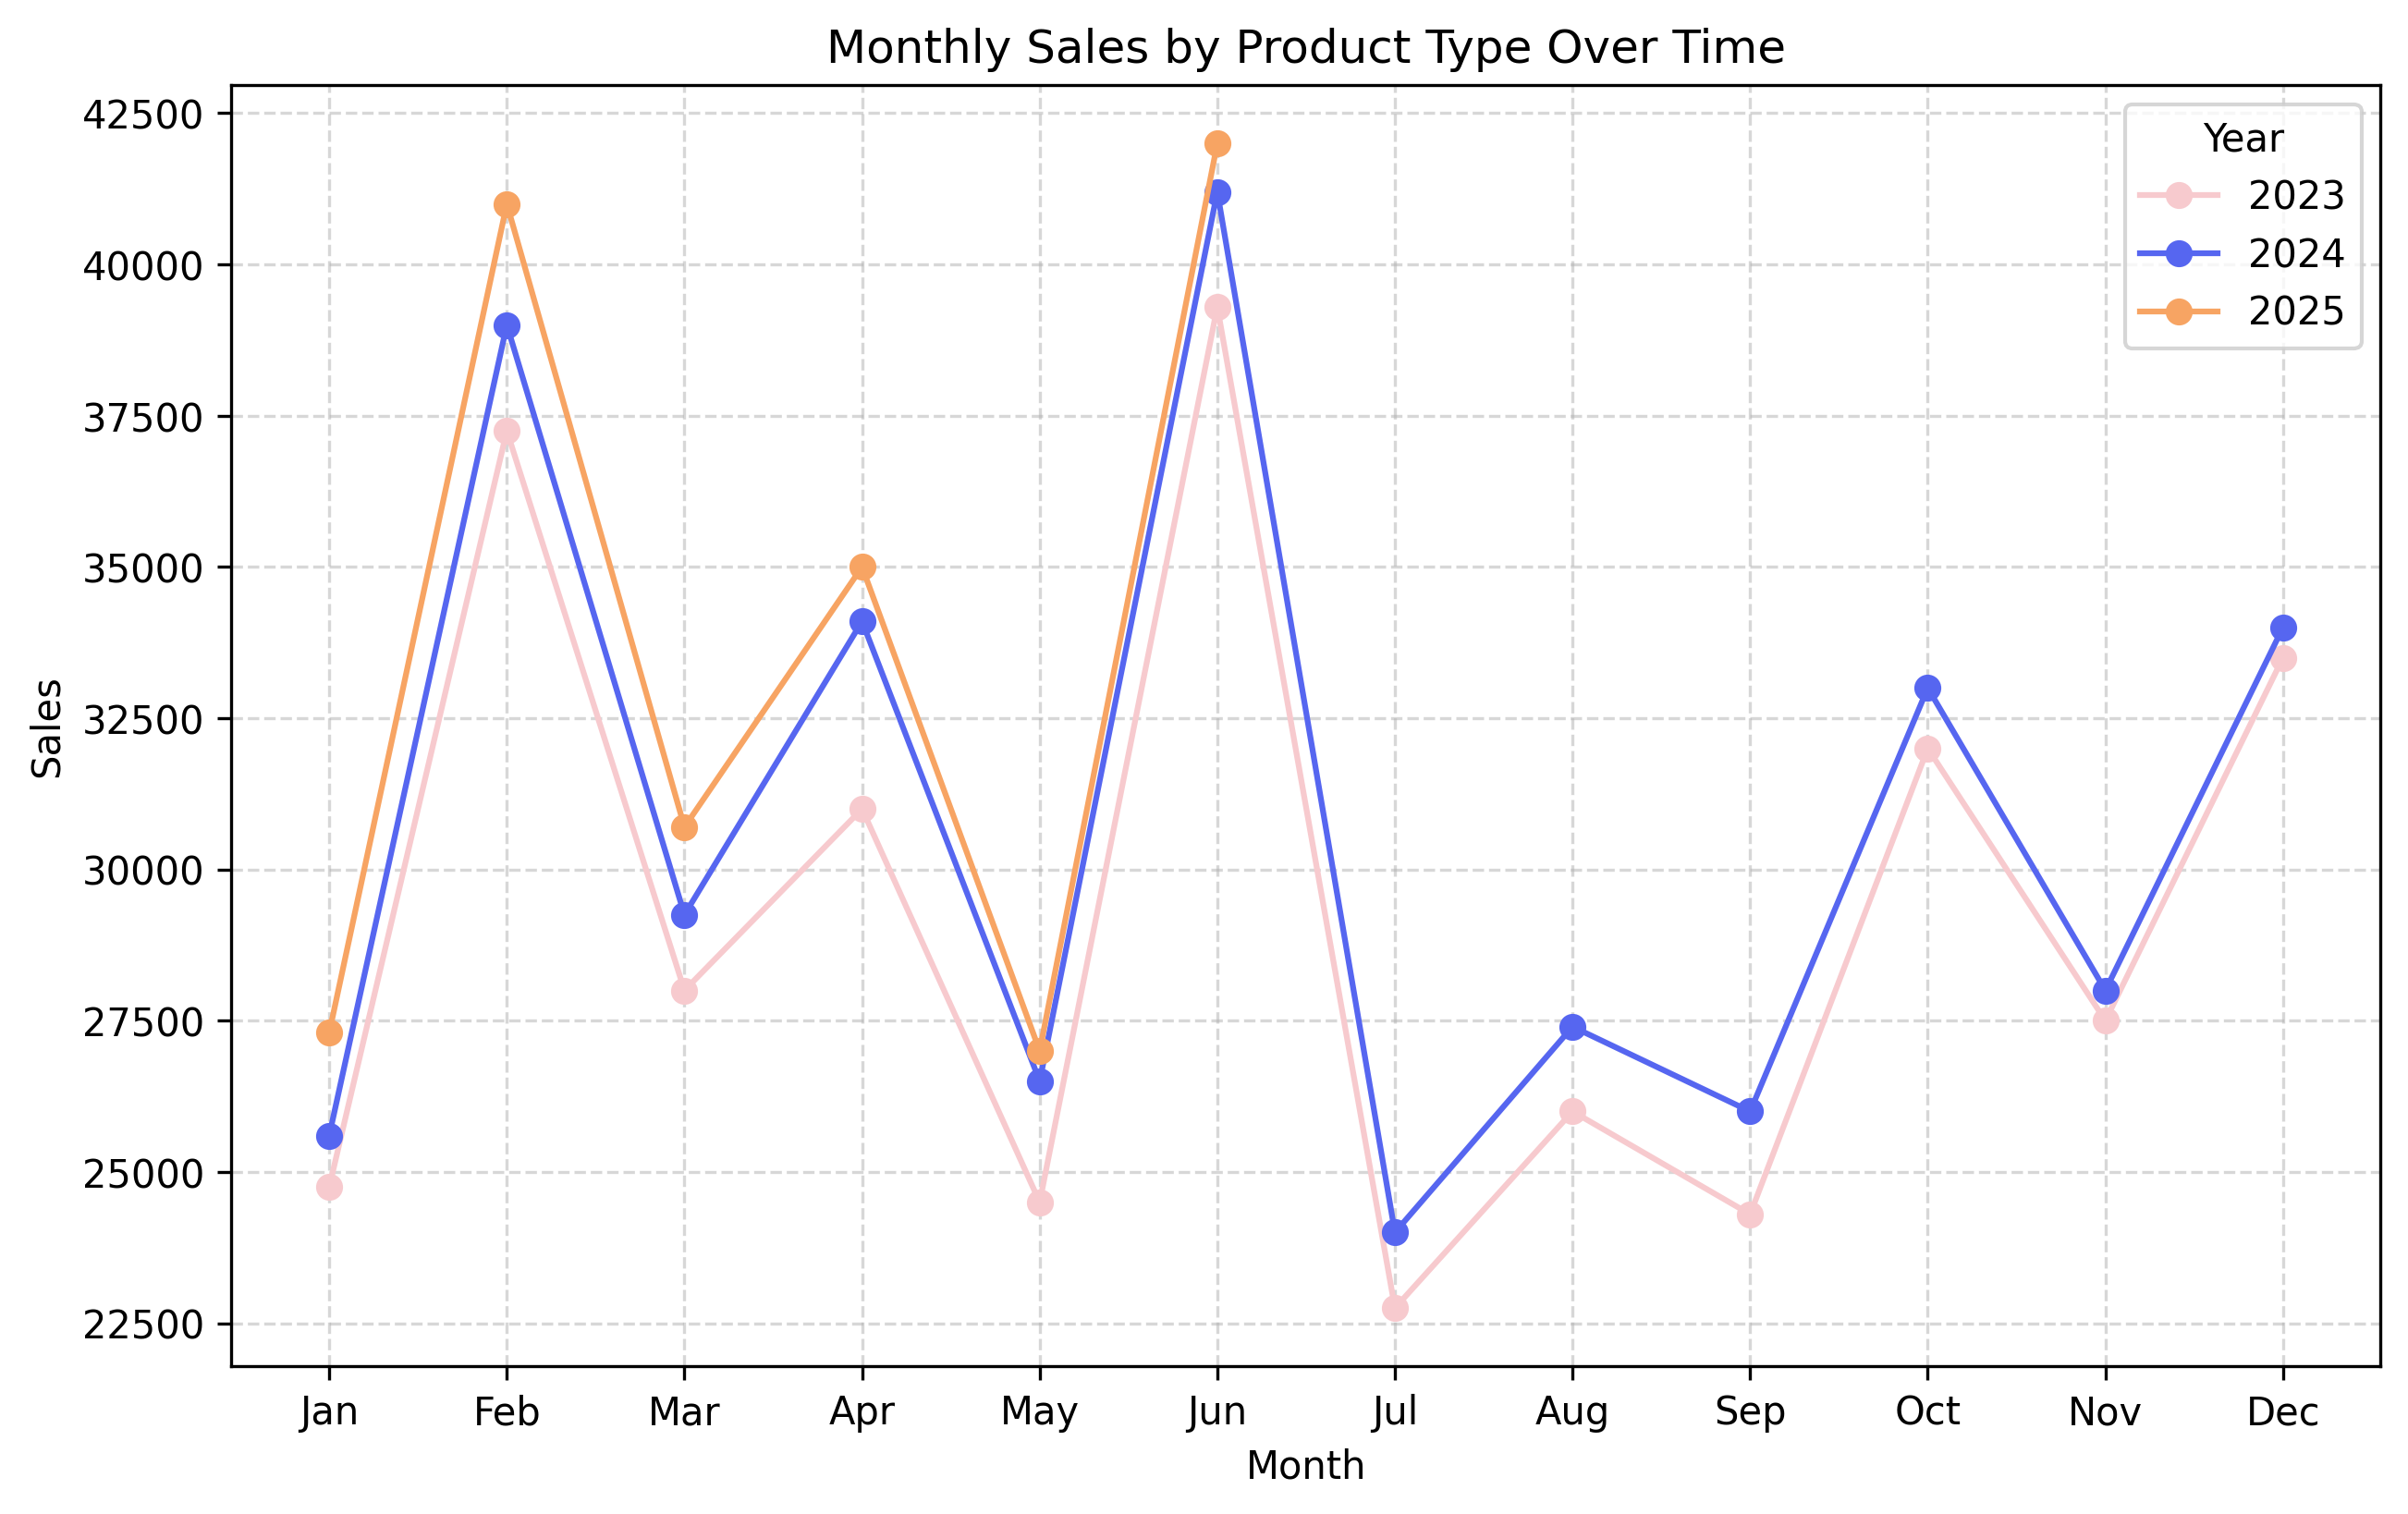 Monthly Sales by Product Type Over Time
42500
40000
37500
35000
32500
30000
27500
25000
22500
Sales
Jan Feb Mar Apr May Jun Jul Aug Sep Oct Nov Dec
Month
Year
2023
2024
2025